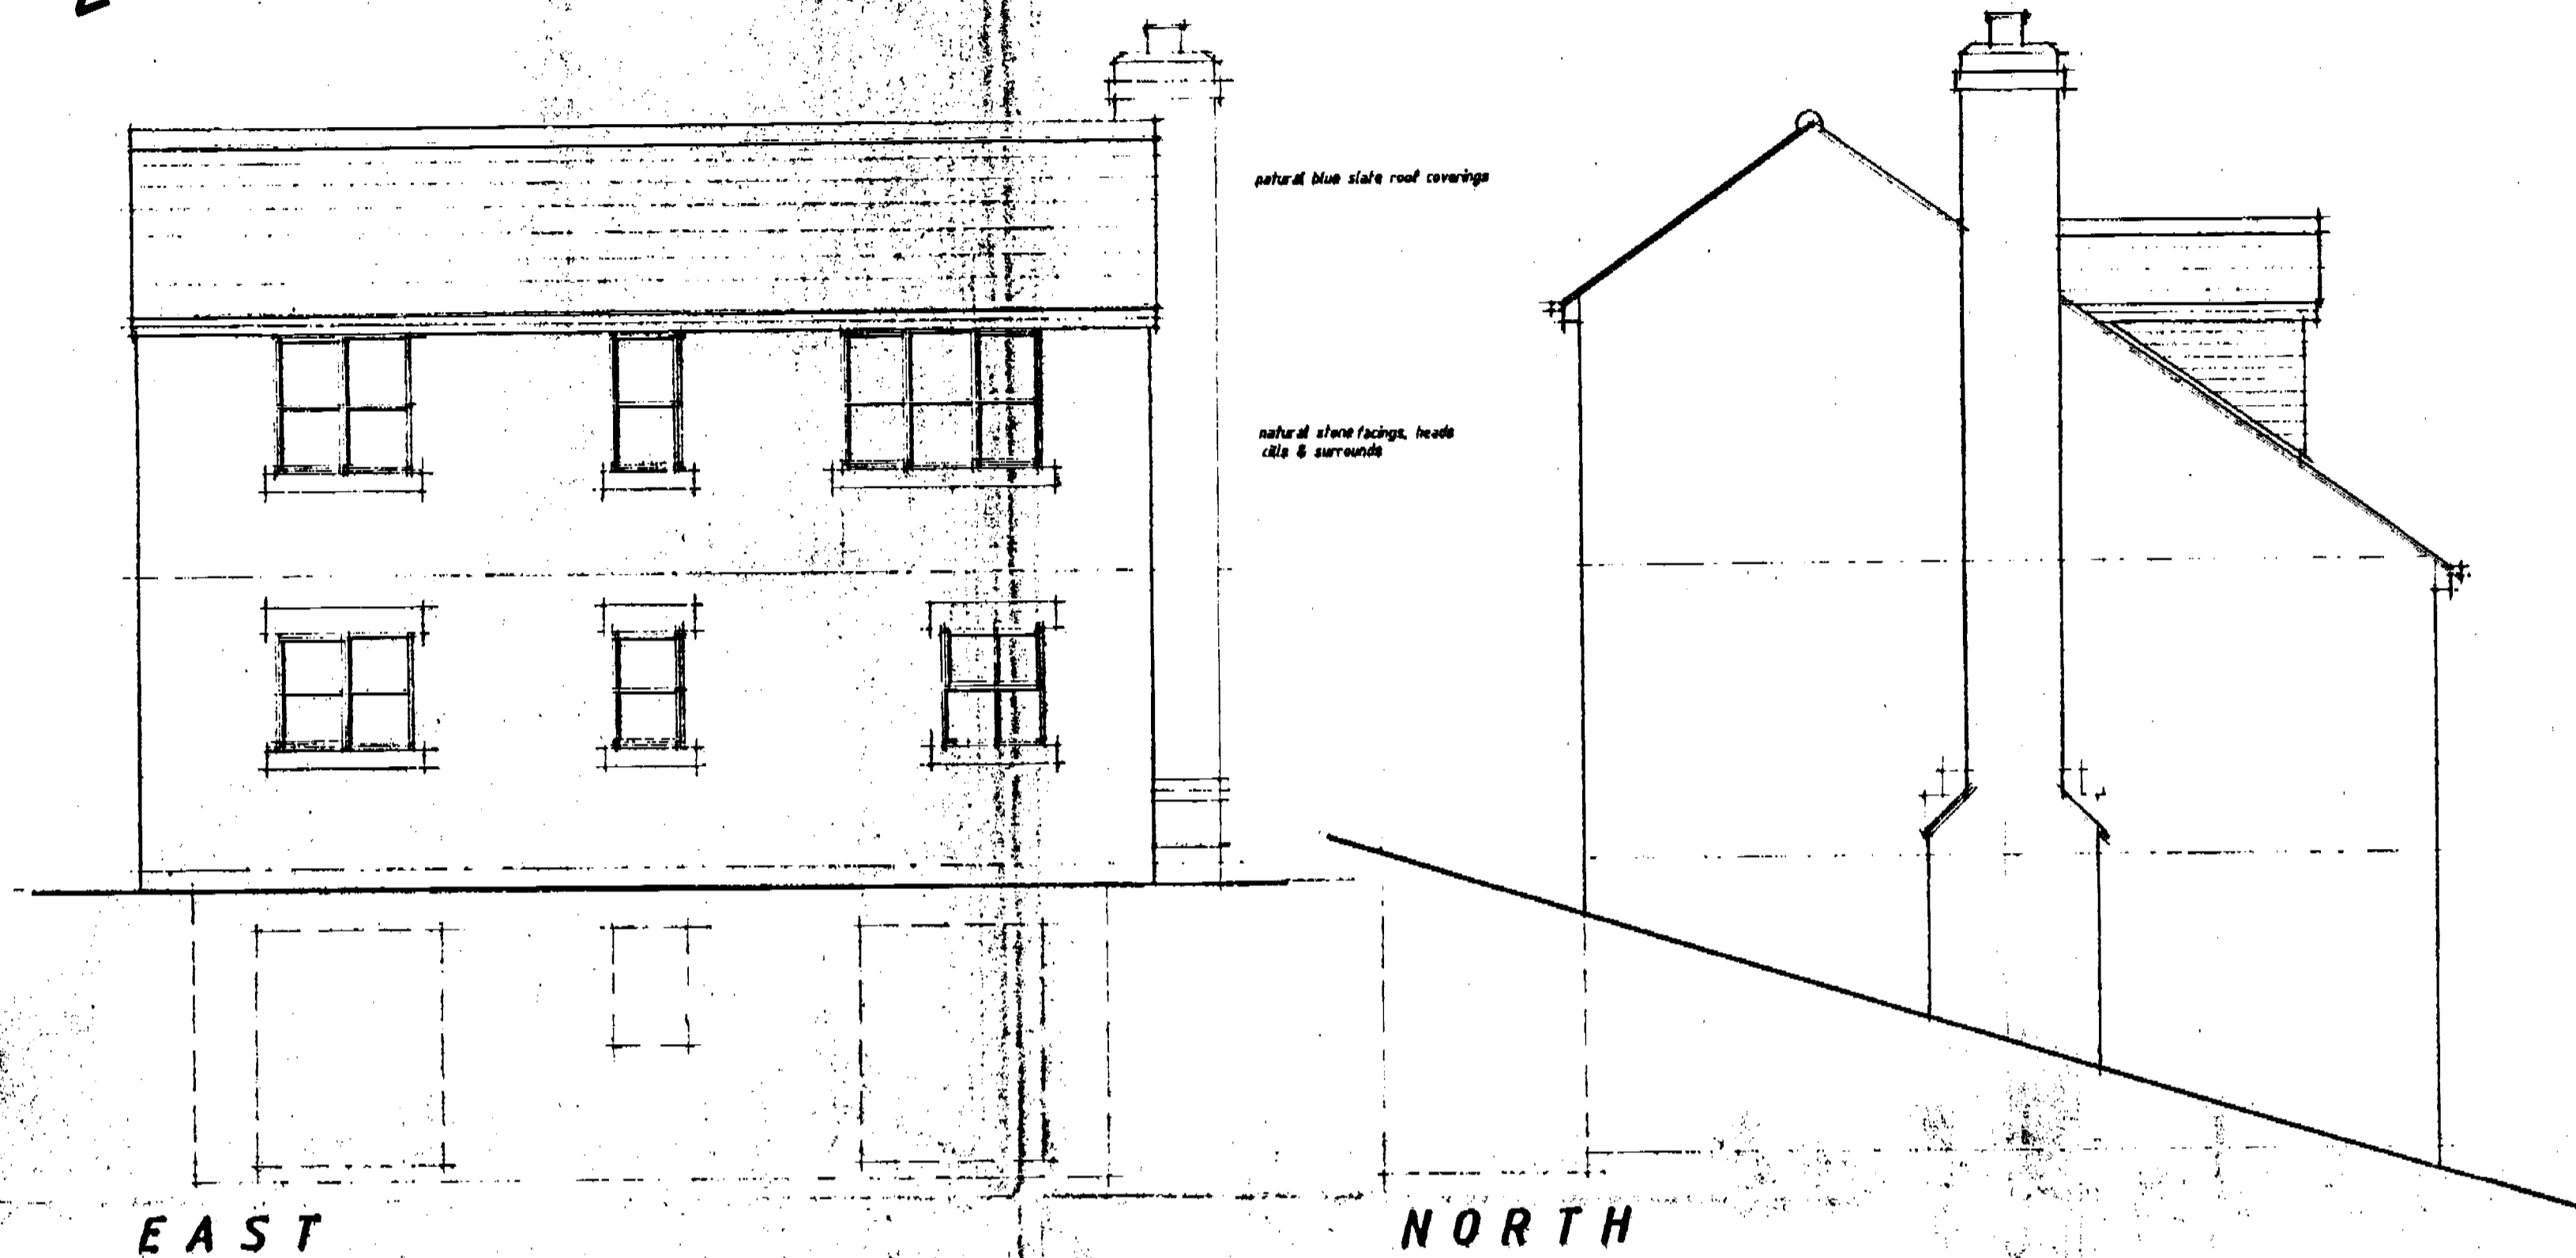 natural blue slate roof coverings
natural stone facings, heads
cills & surrounds
EAST
NORTH